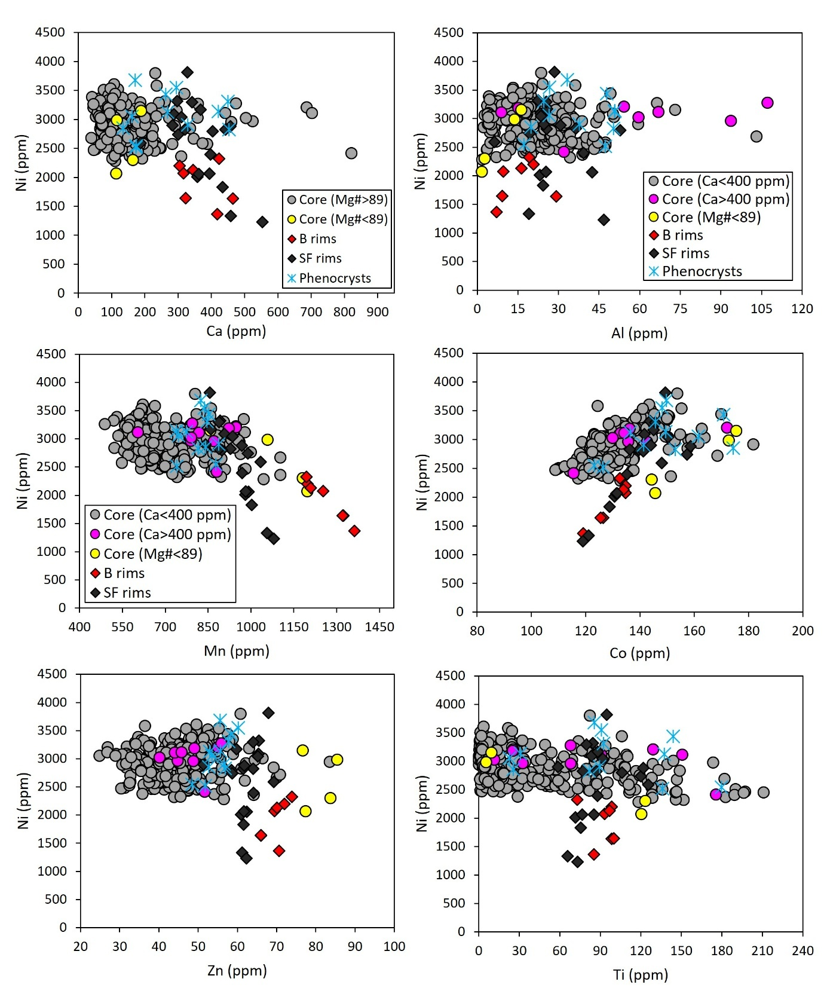 4500
4000
3500
3000
2500
2000
1500
1000
500
0
Ni (ppm)
Core (Mg#>89)
Core (Mg#<89)
B rims
SF rims
Phenocrysts
0 100 200 300 400 500 600 700 800 900
Ca (ppm)
4500
4000
3500
3000
2500
2000
1500
1000
500
0
Ni (ppm)
Core (Ca<400 ppm)
Core (Ca>400 ppm)
Core (Mg#<89)
B rims
SF rims
Phenocrysts
0 15 30 45 60 75 90 105 120
Al (ppm)
4500
4000
3500
3000
2500
2000
1500
1000
500
0
Ni (ppm)
Core (Ca<400 ppm)
Core (Ca>400 ppm)
Core (Mg#<89)
B rims
SF rims
400 550 700 850 1000 1150 1300 1450
Mn (ppm)
4500
4000
3500
3000
2500
2000
1500
1000
500
0
Ni (ppm)
80 100 120 140 160 180 200
Co (ppm)
4500
4000
3500
3000
2500
2000
1500
1000
500
0
Ni (ppm)
20 30 40 50 60 70 80 90 100
Zn (ppm)
4500
4000
3500
3000
2500
2000
1500
1000
500
0
Ni (ppm)
0 30 60 90 120 150 180 210 240
Ti (ppm)